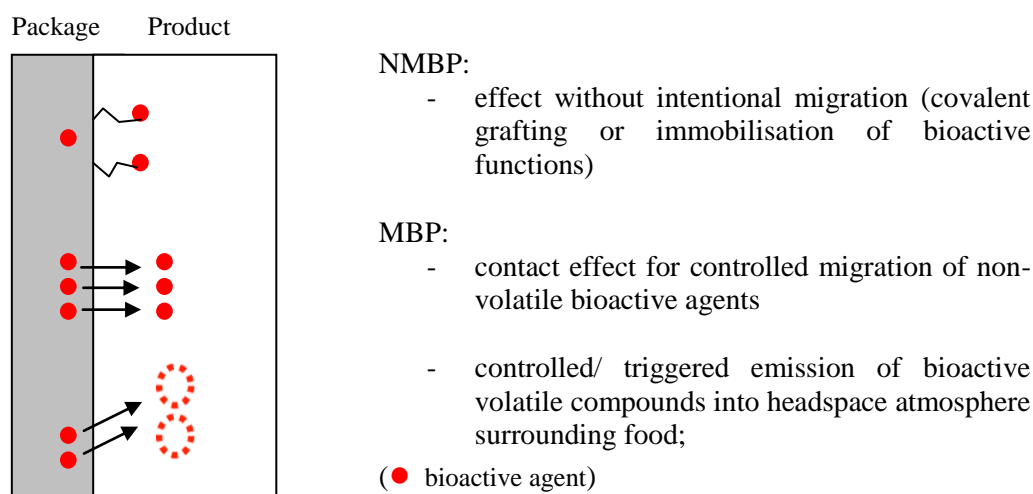 Package Product
NMBP:
- effect without intentional migration (covalent
grafting or immobilisation of bioactive
functions)
MBP:
- contact effect for controlled migration of non-
volatile bioactive agents
- controlled/ triggered emission of bioactive
volatile compounds into headspace atmosphere
surrounding food;
( bioactive agent)